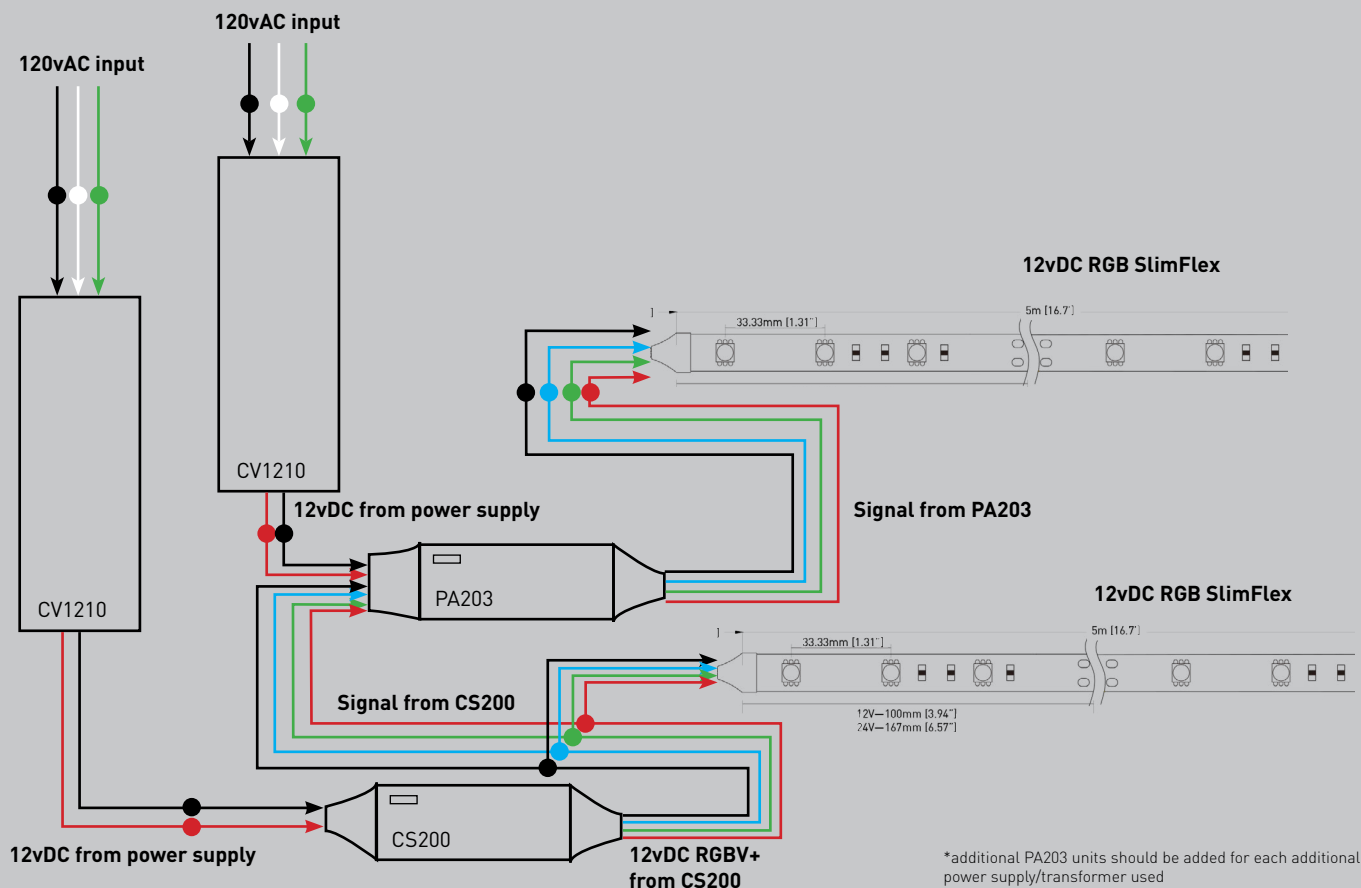 120vAC input
120vAC input
12vDC RGB SlimFlex
5m [16.7']
33.33mm [1.31"]
CV1210
12vDC from power supply
Signal from PA203
PA203
CV1210
12vDC RGB SlimFlex
5m [16.7']
33.33mm [1.31"]
Signal from CS200
12V—100mm [3.94"]
24V—167mm [6.57"]
CS200
12vDC from power supply
12vDC RGBV+
from CS200
*additional PA203 units should be added for each additional
power supply/transformer used